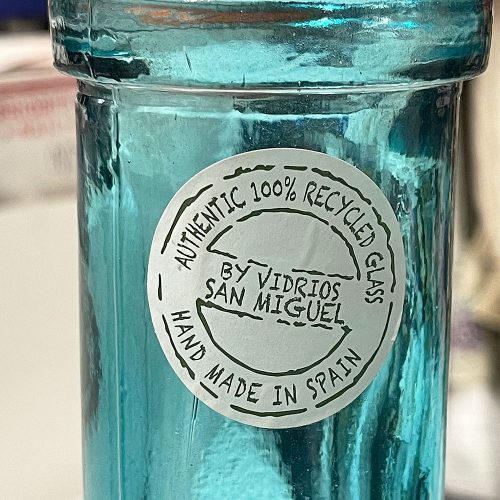 AUTHENTIC 100% RECYCLED GLASS
BY VIDRIOS
SAN MIGUEL
HAND MADE IN SPAIN